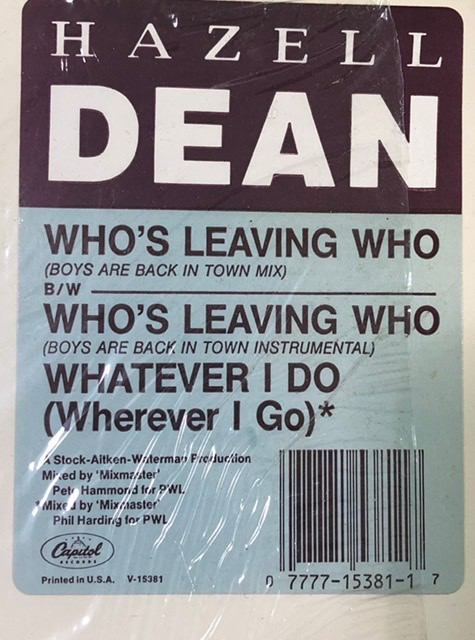 HAZELL
DEAN
WHO'S LEAVING WHO
(BOYS ARE BACK IN TOWN MIX)
B/W
WHO'S LEAVING WHO
(BOYS ARE BACK IN TOWN INSTRUMENTAL)
WHATEVER I DO
(Wherever I Go)*
A Stock-Aitken-Waterman Production
Mixed by 'Mixmaster'
Pete Hammond for PWL
*Mixed by 'Mixmaster'
Phil Harding for PWL
Capitol
RECORDS
Printed in U.S.A. V-15381
0 7777-15381-1 7